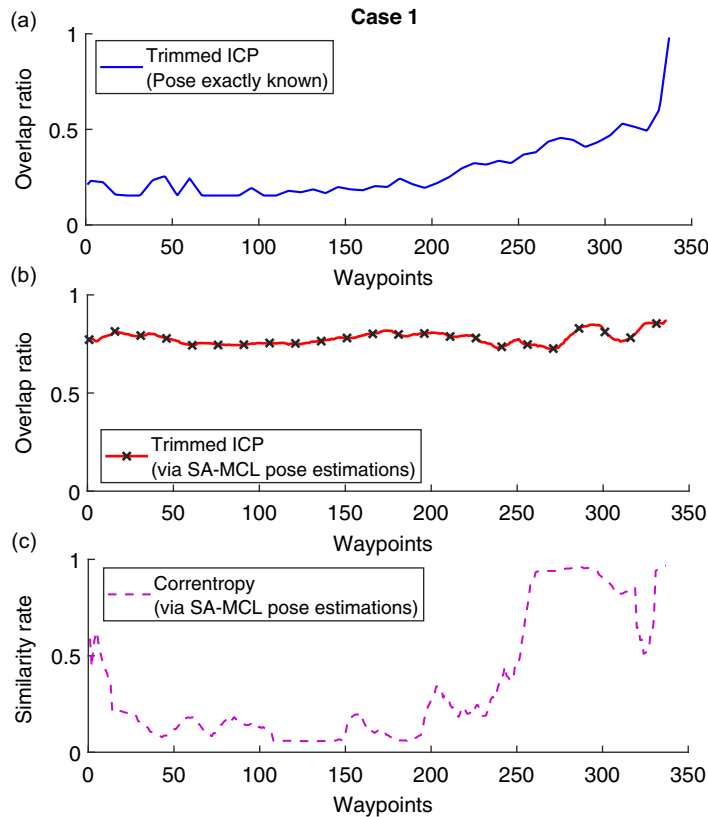 (a)
Case 1
1
0.5
0
Overlap ratio
Trimmed ICP
(Pose exactly known)
0 50 100 150 200 250 300 350
Waypoints
(b)
1
0.5
0
Overlap ratio
Trimmed ICP
(via SA-MCL pose estimations)
0 50 100 150 200 250 300 350
Waypoints
(c)
1
0.5
0
Similarity rate
Correntropy
(via SA-MCL pose estimations)
0 50 100 150 200 250 300 350
Waypoints